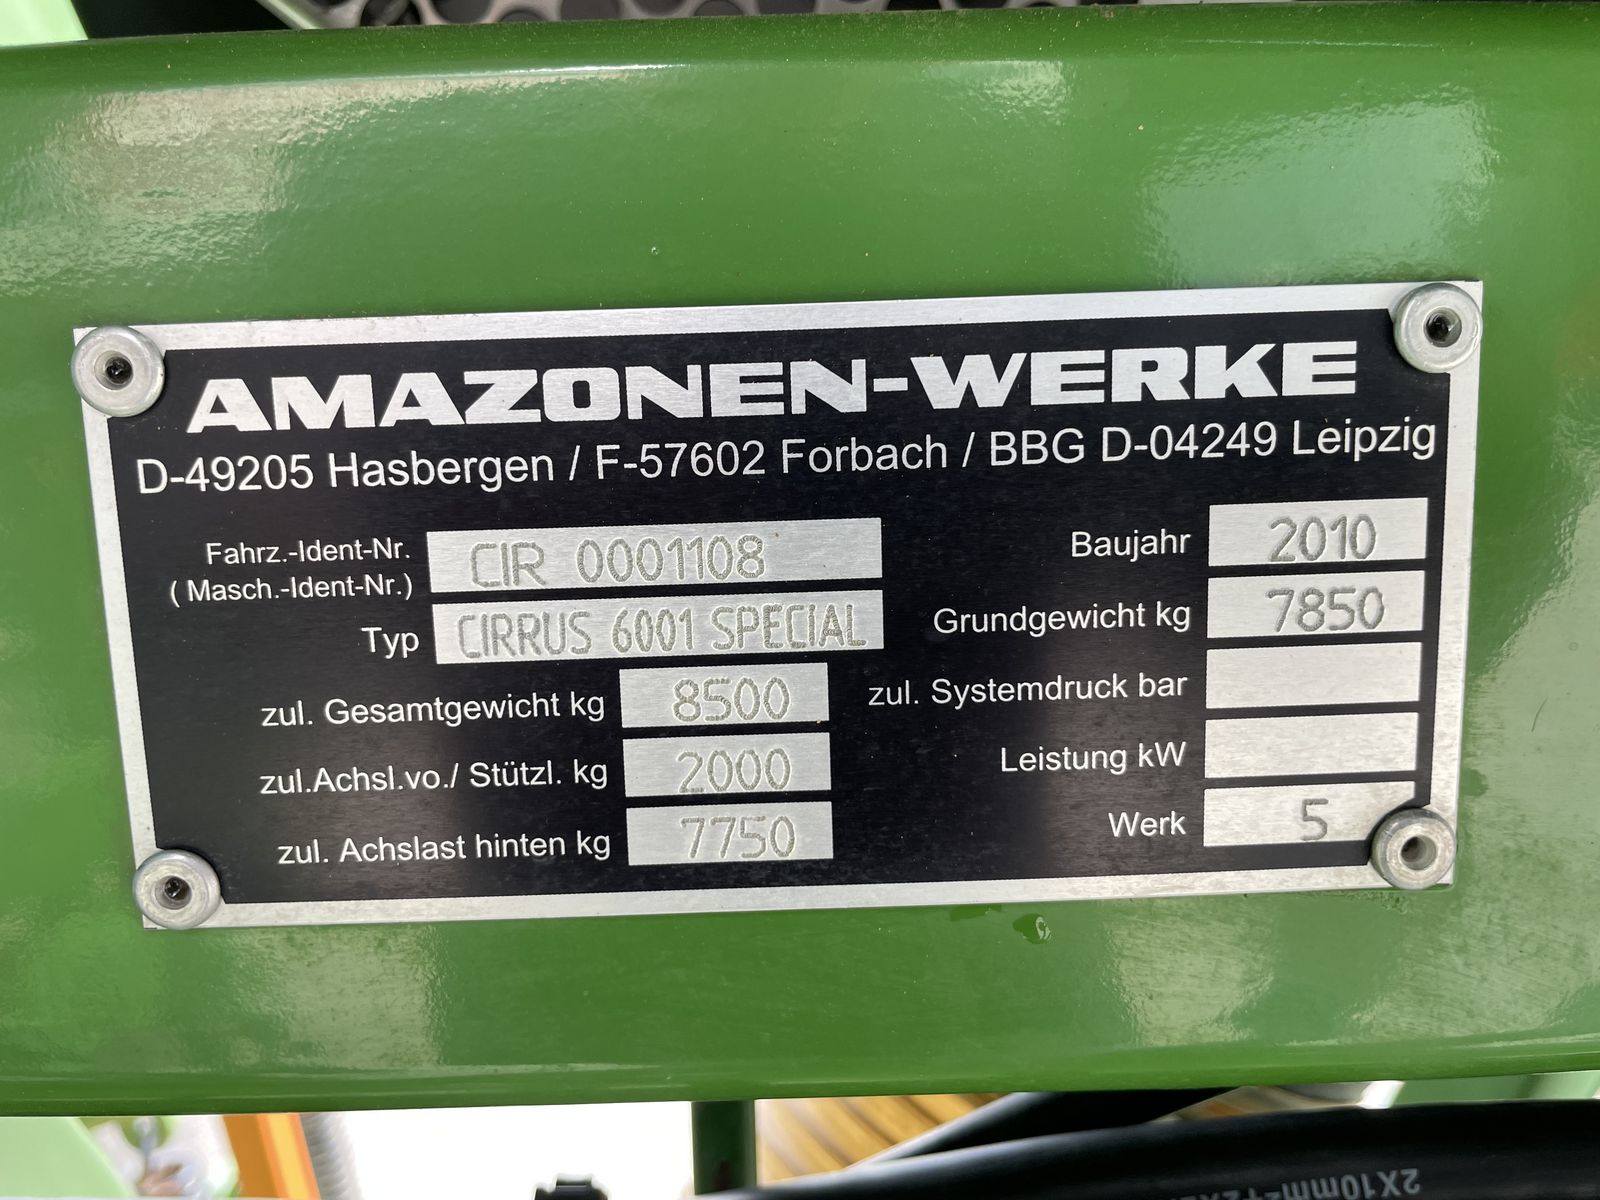 AMAZONEN-WERKE
D-49205 Hasbergen / F-57602 Forbach / BBG D-04249 Leipzig
Fahrz.-Ident-Nr. CIR 0001108
( Masch.-Ident-Nr.)
Typ CIRRUS 6001 SPECIAL
zul. Gesamtgewicht kg 8500
zul.Achsl.vo./ Stützl. kg 2000
zul. Achslast hinten kg 7750
Baujahr 2010
Grundgewicht kg 7850
zul. Systemdruck bar
Leistung kW
Werk 5
2X10mm²+2X